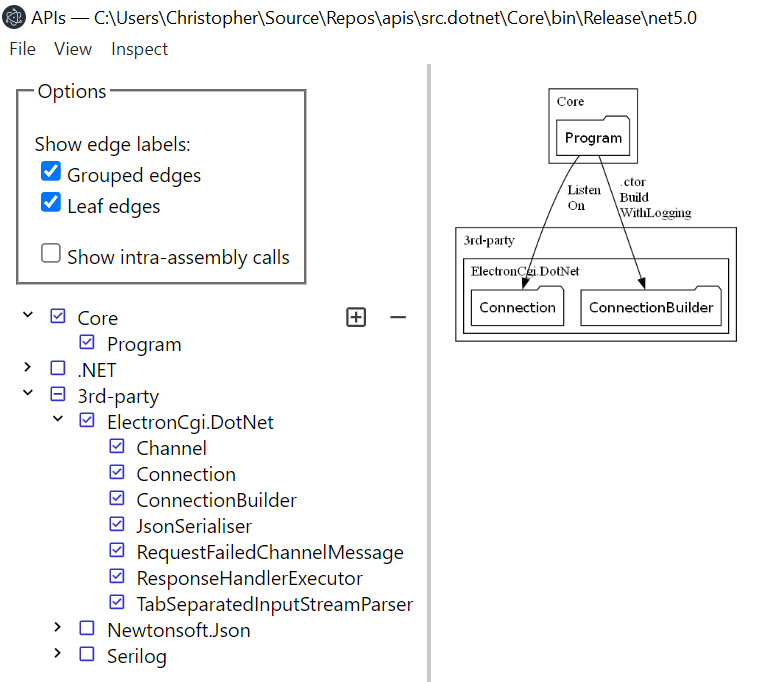 APIs — C:\Users\Christopher\Source\Repos\apis\src.dotnet\Core\bin\Release\net5.0
File View Inspect
Options
Show edge labels:
Grouped edges
Leaf edges
Show intra-assembly calls
Core
Program
.NET
3rd-party
ElectronCgi.DotNet
Channel
Connection
ConnectionBuilder
JsonSerialiser
RequestFailedChannelMessage
ResponseHandlerExecutor
TabSeparatedInputStreamParser
Newtonsoft.Json
Serilog
Core
Program
Listen
On
.ctor
Build
WithLogging
3rd-party
ElectronCgi.DotNet
Connection
ConnectionBuilder